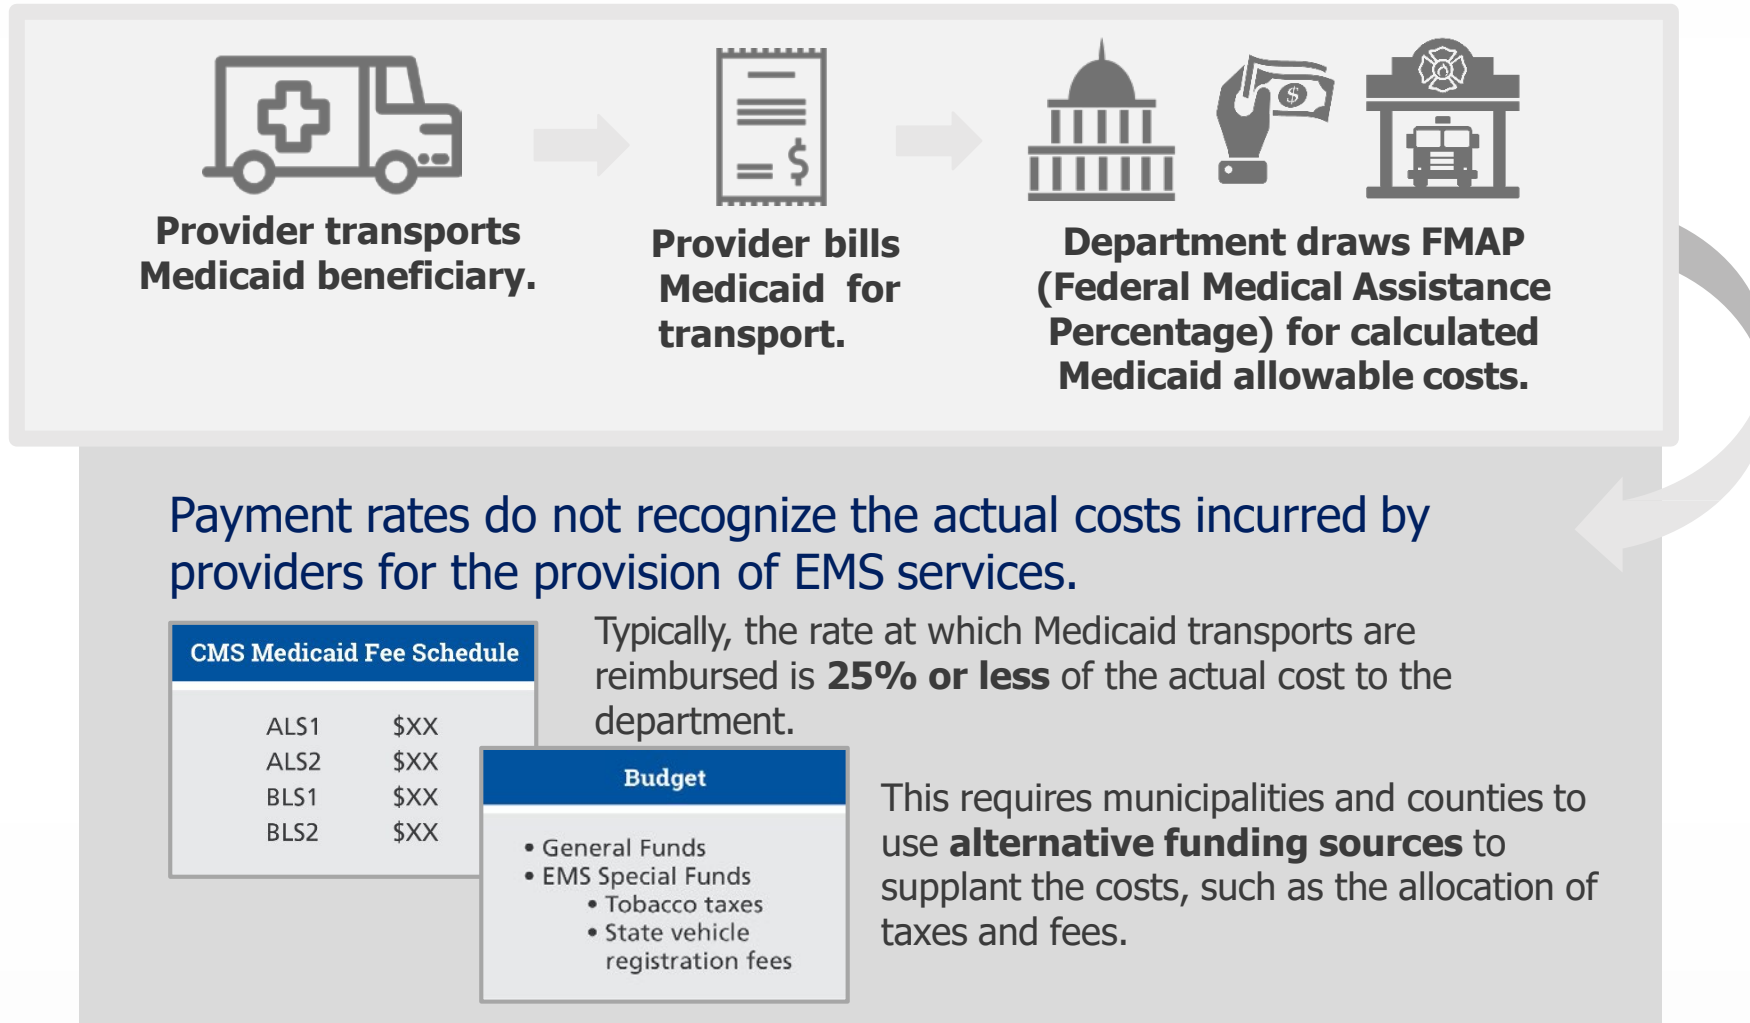 Provider transports
Medicaid beneficiary.
Provider bills
Medicaid for
transport.
Department draws FMAP
(Federal Medical Assistance
Percentage) for calculated
Medicaid allowable costs.
$
$
Payment rates do not recognize the actual costs incurred by
providers for the provision of EMS services.
CMS Medicaid Fee Schedule
ALS1 $XX
ALS2 $XX
BLS1 $XX
BLS2 $XX
Typically, the rate at which Medicaid transports are
reimbursed is 25% or less of the actual cost to the
department.
Budget
• General Funds
• EMS Special Funds
• Tobacco taxes
• State vehicle
registration fees
This requires municipalities and counties to
use alternative funding sources to
supplant the costs, such as the allocation of
taxes and fees.